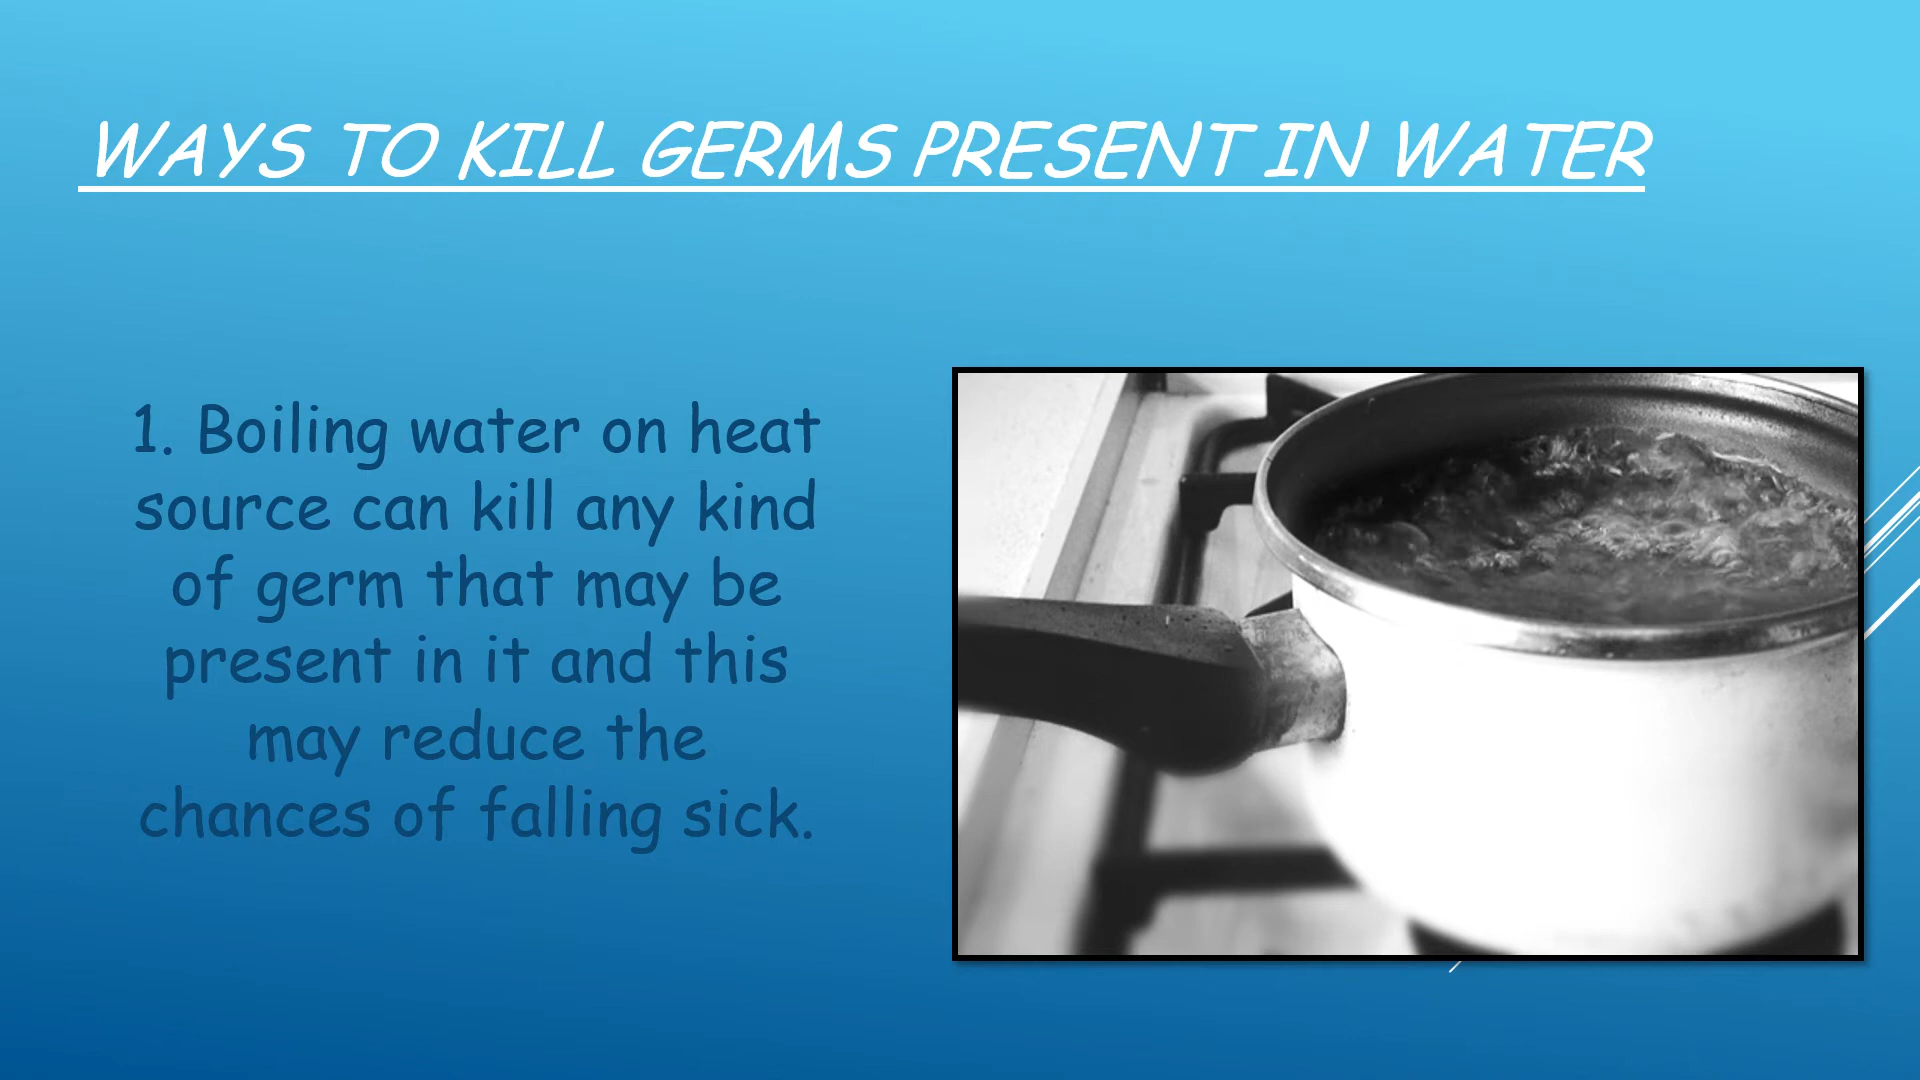 WAYS TO KILL GERMS PRESENT IN WATER
1. Boiling water on heat
source can kill any kind
of germ that may be
present in it and this
may reduce the
chances of falling sick.